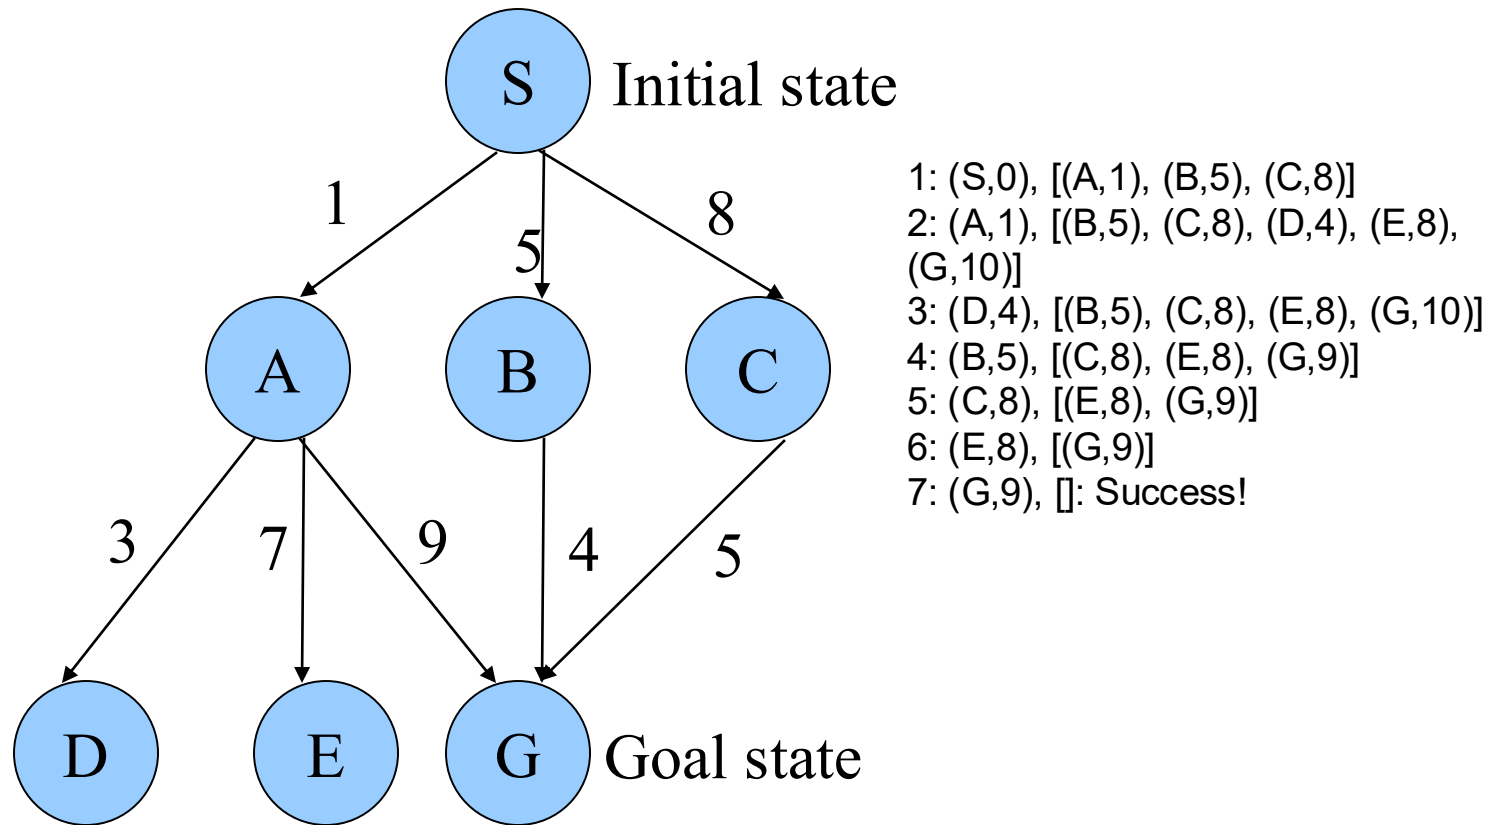 S Initial state
1
5
8
1: (S,0), [(A,1), (B,5), (C,8)]
2: (A,1), [(B,5), (C,8), (D,4), (E,8),
(G,10)]
3: (D,4), [(B,5), (C,8), (E,8), (G,10)]
4: (B,5), [(C,8), (E,8), (G,9)]
5: (C,8), [(E,8), (G,9)]
6: (E,8), [(G,9)]
7: (G,9), []: Success!
A B C
3 7 9 4 5
D E G Goal state